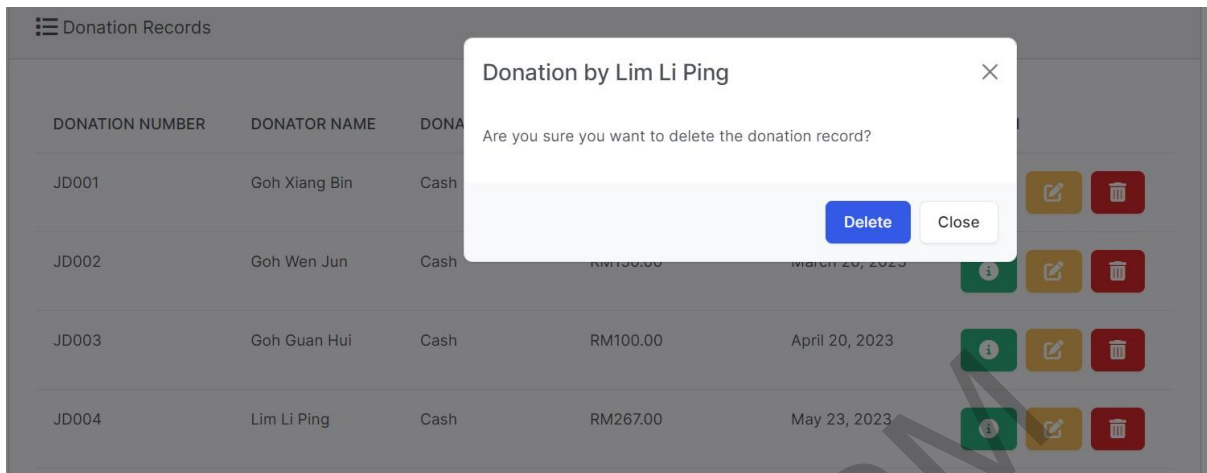 Donation Records
Donation by Lim Li Ping
Are you sure you want to delete the donation record?
Delete Close
DONATION NUMBER DONATOR NAME
JD001 Goh Xiang Bin Cash
JD002 Goh Wen Jun Cash
JD003 Goh Guan Hui Cash RM100.00 April 20, 2023
JD004 Lim Li Ping Cash RM267.00 May 23, 2023